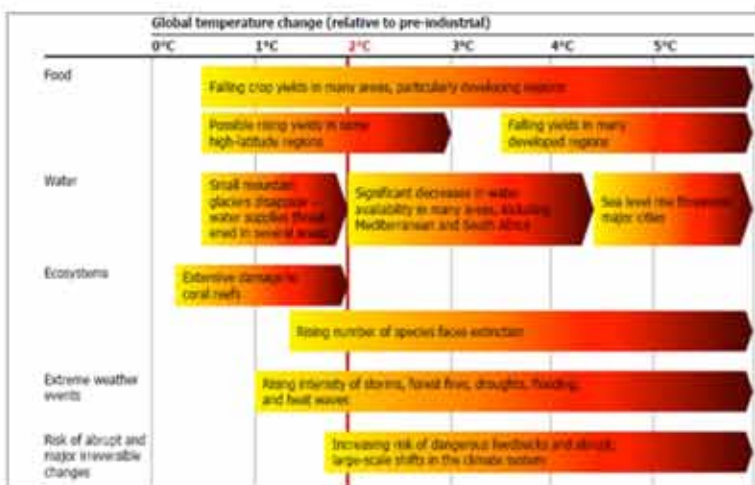 Global temperature change (relative to pre-industrial)
0°C 1°C 2°C 3°C 4°C 5°C
Food
Falling crop yields in many areas, particularly developing regions
Possible rising yields in some
high-latitude regions
Falling yields in many
developed regions
Water
Small mountain
glaciers disappear –
water supplies threat-
ened in several areas
Significant decreases in water
availability in many areas, including
Mediterranean and South Africa
Sea level rise threatens
major cities
Ecosystems
Extensive damage to
coral reefs
Rising number of species faces extinction
Extreme weather
events
Rising intensity of storms, forest fires, droughts, flooding,
and heat waves
Risk of abrupt and
major irreversible
changes
Increasing risk of dangerous feedbacks and abrupt,
large-scale shifts in the climate system